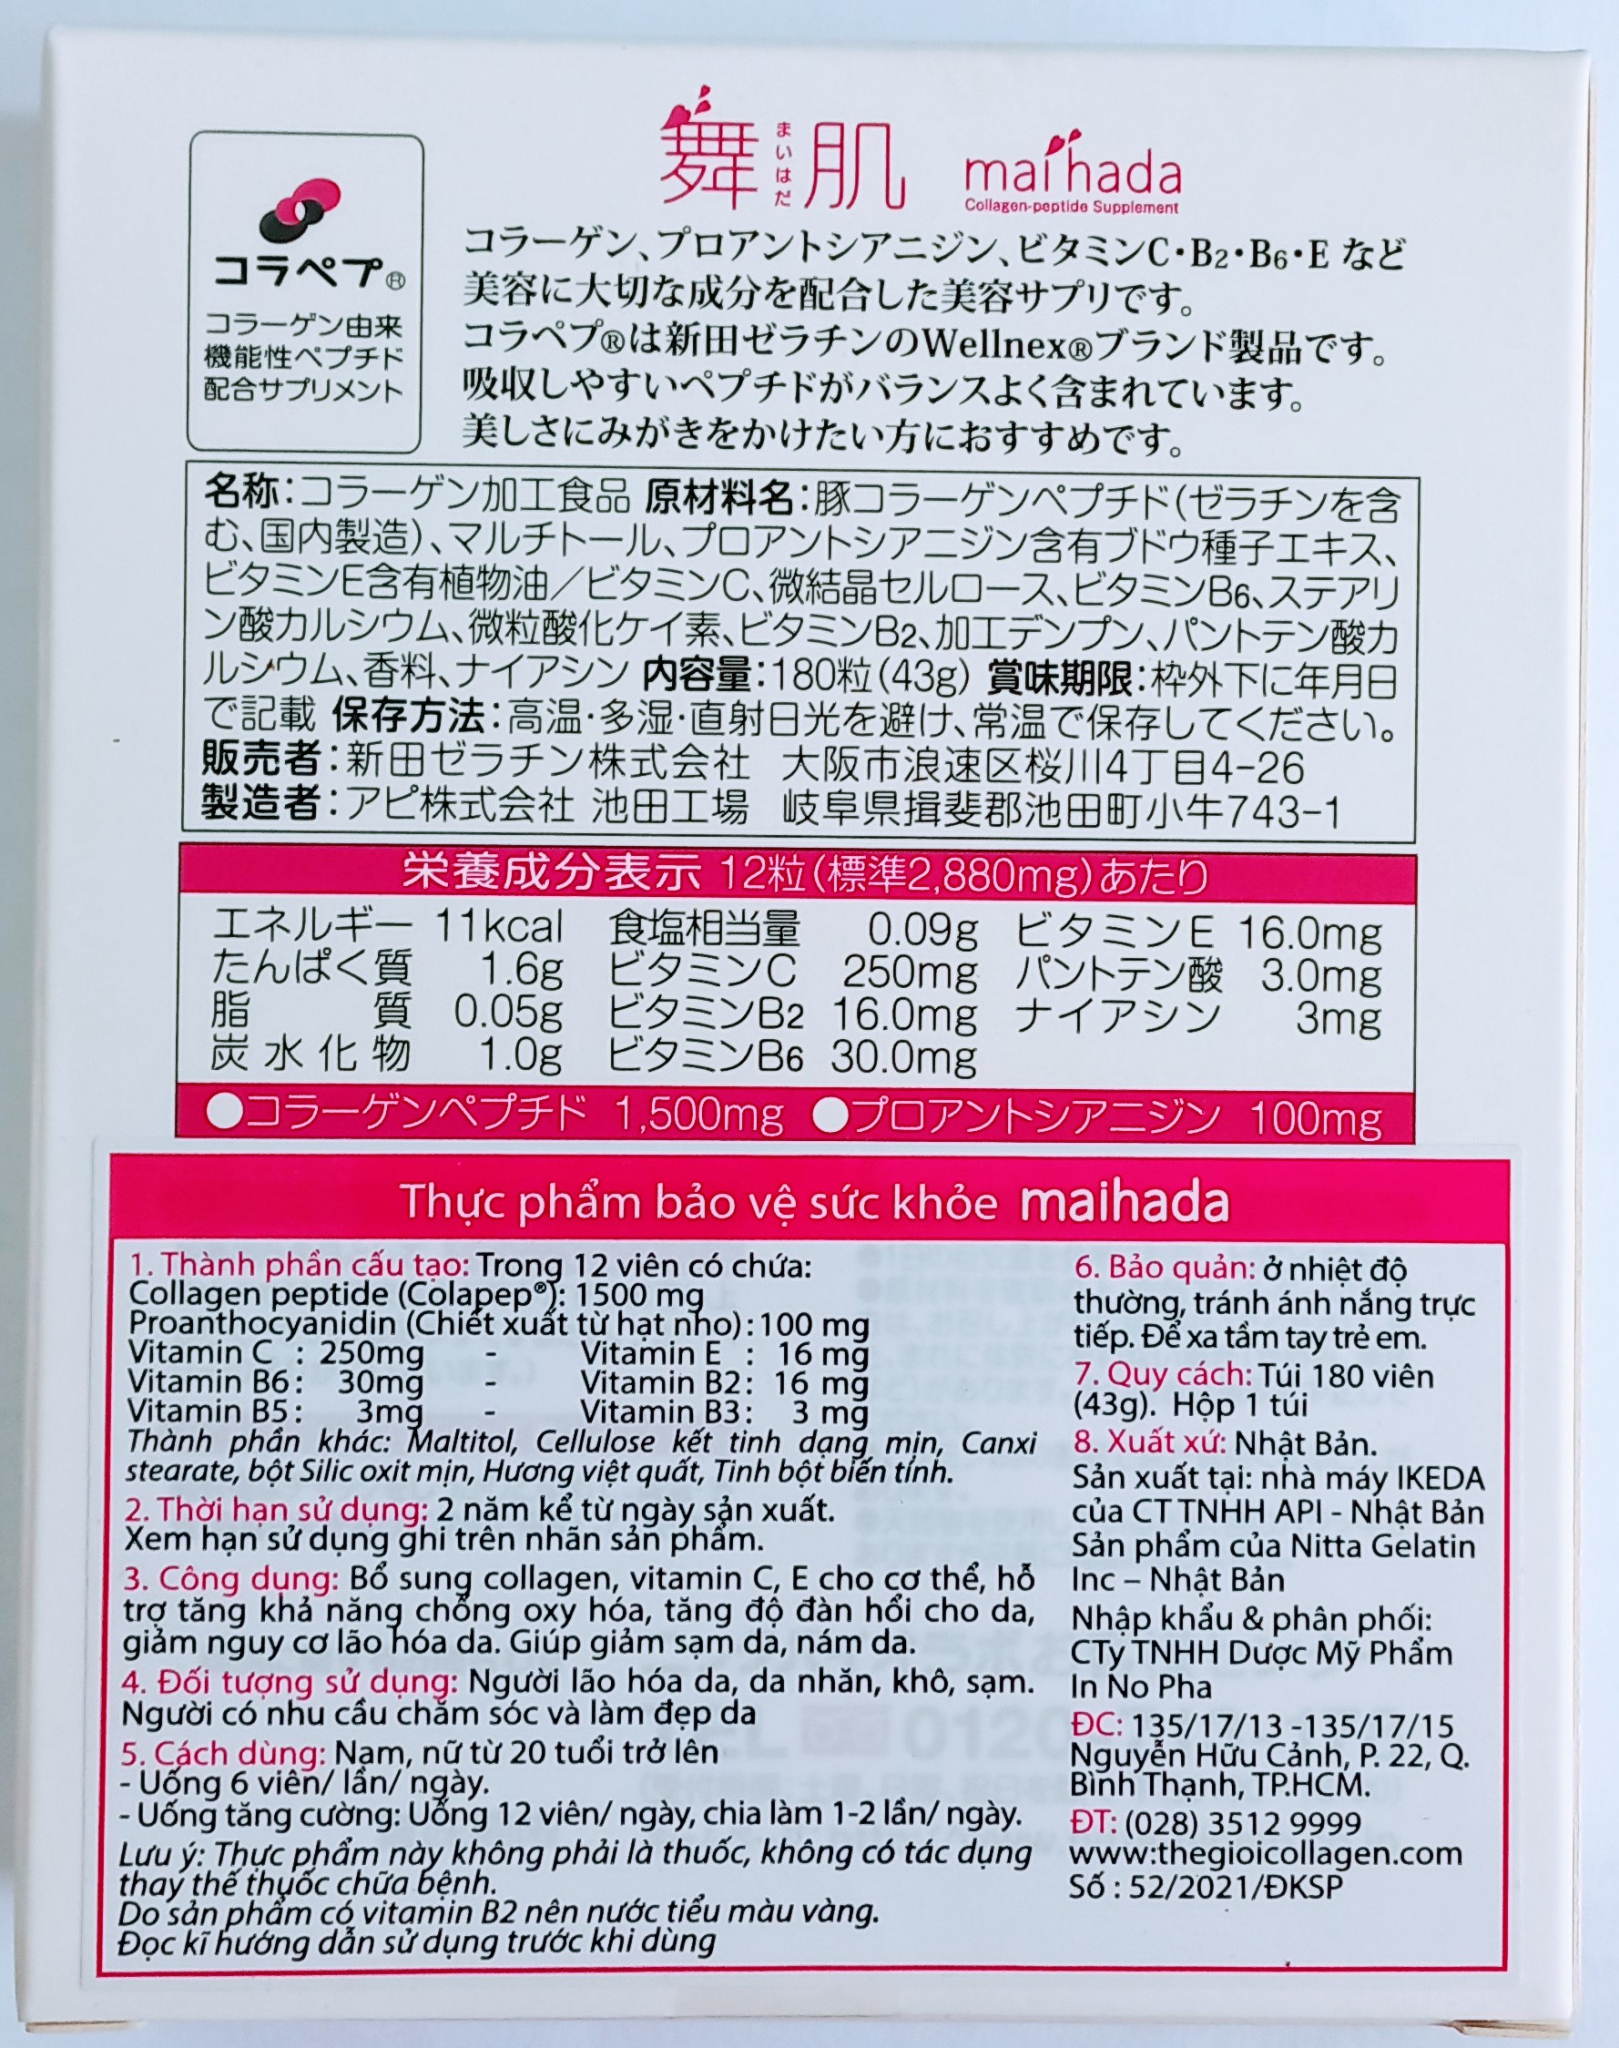 舞肌
まいはだ
maihada
Collagen-peptide Supplement
コラペプ®
コラーゲン由来
機能性ペプチド
配合サプリメント
コラーゲン、プロアントシアニジン、ビタミンC・B2・B6・E など
美容に大切な成分を配合した美容サプリです。
コラペプ®は新田ゼラチンのWellnex®ブランド製品です。
吸収しやすいペプチドがバランスよく含まれています。
美しさにみがきをかけたい方におすすめです。
名称：コラーゲン加工食品 原材料名：豚コラーゲンペプチド（ゼラチンを含
む、国内製造）、マルチトール、プロアントシアニジン含有ブドウ種子エキス、
ビタミンE含有植物油／ビタミンC、微結晶セルロース、ビタミンB6、ステアリ
ン酸カルシウム、微粒酸化ケイ素、ビタミンB2、加工デンプン、パントテン酸カ
ルシウム、香料、ナイアシン 内容量：180粒（43g） 賞味期限：枠外下に年月日
で記載 保存方法：高温・多湿・直射日光を避け、常温で保存してください。
販売者：新田ゼラチン株式会社 大阪市浪速区桜川4丁目4-26
製造者：アピ株式会社 池田工場 岐阜県揖斐郡池田町小牛743-1
栄養成分表示 12粒（標準2,880mg）あたり
エネルギー 11kcal 食塩相当量 0.09g ビタミンE 16.0mg
たんぱく質 1.6g ビタミンC 250mg パントテン酸 3.0mg
脂質 0.05g ビタミンB2 16.0mg ナイアシン 3mg
炭水化物 1.0g ビタミンB6 30.0mg
●コラーゲンペプチド 1,500mg ●プロアントシアニジン 100mg
Thực phẩm bảo vệ sức khỏe maihada
1. Thành phần cấu tạo: Trong 12 viên có chứa:
Collagen peptide (Colapep®): 1500 mg
Proanthocyanidin (Chiết xuất từ hạt nho) : 100 mg
Vitamin C : 250mg - Vitamin E : 16 mg
Vitamin B6 : 30mg - Vitamin B2 : 16 mg
Vitamin B5 : 3mg - Vitamin B3 : 3 mg
Thành phần khác: Maltitol, Cellulose kết tinh dạng mịn, Canxi
stearate, bột Silic oxit mịn, Hương việt quất, Tinh bột biến tính.
2. Thời hạn sử dụng: 2 năm kể từ ngày sản xuất.
Xem hạn sử dụng ghi trên nhãn sản phẩm.
3. Công dụng: Bổ sung collagen, vitamin C, E cho cơ thể, hỗ
trợ tăng khả năng chống oxy hóa, tăng độ đàn hồi cho da,
giảm nguy cơ lão hóa da. Giúp giảm sạm da, nám da.
4. Đối tượng sử dụng: Người lão hóa da, da nhăn, khô, sạm.
Người có nhu cầu chăm sóc và làm đẹp da
5. Cách dùng: Nam, nữ từ 20 tuổi trở lên
- Uống 6 viên/ lần/ ngày.
- Uống tăng cường: Uống 12 viên/ ngày, chia làm 1-2 lần/ ngày.
Lưu ý: Thực phẩm này không phải là thuốc, không có tác dụng
thay thế thuốc chữa bệnh.
Do sản phẩm có vitamin B2 nên nước tiểu màu vàng.
Đọc kĩ hướng dẫn sử dụng trước khi dùng
6. Bảo quản: ở nhiệt độ
thường, tránh ánh nắng trực
tiếp. Để xa tầm tay trẻ em.
7. Quy cách: Túi 180 viên
(43g). Hộp 1 túi
8. Xuất xứ: Nhật Bản.
Sản xuất tại: nhà máy IKEDA
của CT TNHH API - Nhật Bản
Sản phẩm của Nitta Gelatin
Inc – Nhật Bản
Nhập khẩu & phân phối:
CTy TNHH Dược Mỹ Phẩm
In No Pha
ĐC: 135/17/13 -135/17/15
Nguyễn Hữu Cảnh, P. 22, Q.
Bình Thạnh, TP.HCM.
ĐT: (028) 3512 9999
www:thegioicollagen.com
Số : 52/2021/ĐKSP